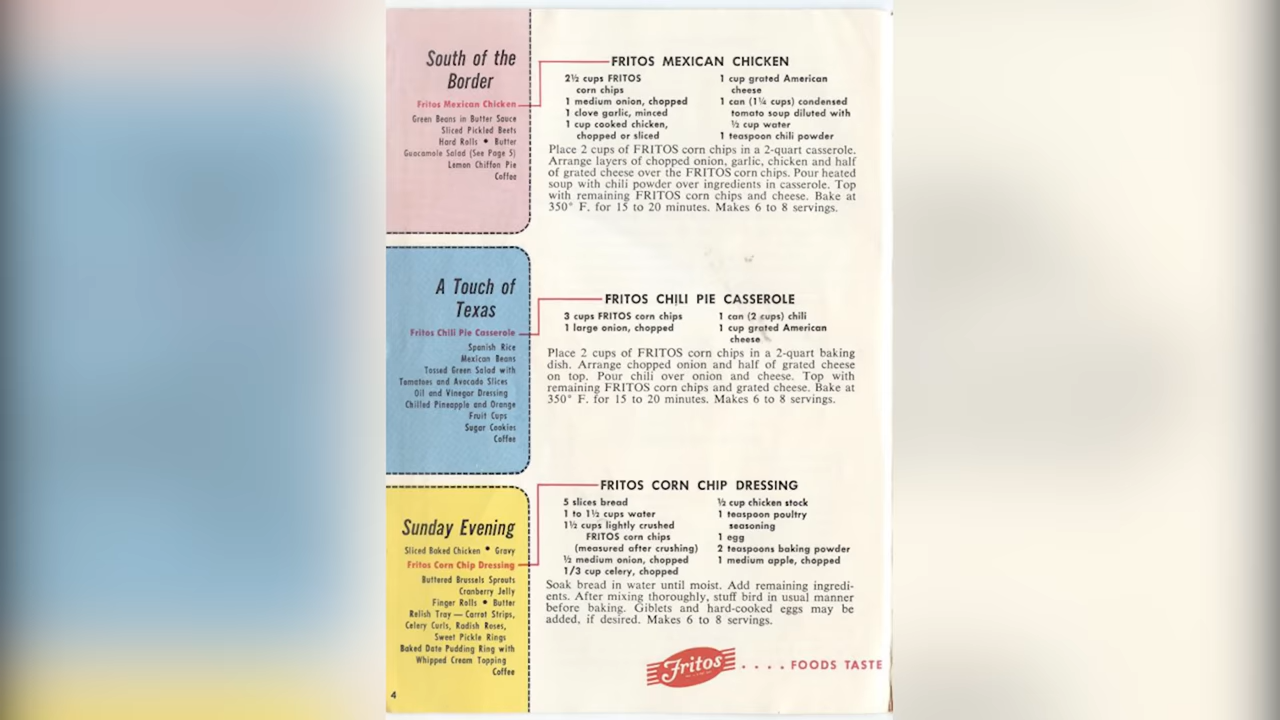 South of the
Border
Fritos Mexican Chicken
Green Beans in Butter Sauce
Sliced Pickled Beets
Hard Rolls • Butter
Guacamole Salad (See Page 5)
Lemon Chiffon Pie
Coffee
FRITOS MEXICAN CHICKEN
2½ cups FRITOS
corn chips
1 medium onion, chopped
1 clove garlic, minced
1 cup cooked chicken,
chopped or sliced
1 cup grated American
cheese
1 can (1¼ cups) condensed
tomato soup diluted with
½ cup water
1 teaspoon chili powder
Place 2 cups of FRITOS corn chips in a 2-quart casserole.
Arrange layers of chopped onion, garlic, chicken and half
of grated cheese over the FRITOS corn chips. Pour heated
soup with chili powder over ingredients in casserole. Top
with remaining FRITOS corn chips and cheese. Bake at
350° F. for 15 to 20 minutes. Makes 6 to 8 servings.
A Touch of
Texas
Fritos Chili Pie Casserole
Spanish Rice
Mexican Beans
Tossed Green Salad with
Tomatoes and Avocado Slices
Oil and Vinegar Dressing
Chilled Pineapple and Orange
Fruit Cups
Sugar Cookies
Coffee
FRITOS CHILI PIE CASSEROLE
3 cups FRITOS corn chips
1 large onion, chopped
1 can (2 cups) chili
1 cup grated American
cheese
Place 2 cups of FRITOS corn chips in a 2-quart baking
dish. Arrange chopped onion and half of grated cheese
on top. Pour chili over onion and cheese. Top with
remaining FRITOS corn chips and grated cheese. Bake at
350° F. for 15 to 20 minutes. Makes 6 to 8 servings.
Sunday Evening
Sliced Baked Chicken • Gravy
Fritos Corn Chip Dressing
Buttered Brussels Sprouts
Cranberry Jelly
Finger Rolls • Butter
Relish Tray — Carrot Strips,
Celery Curls, Radish Roses,
Sweet Pickle Rings
Baked Date Pudding Ring with
Whipped Cream Topping
Coffee
FRITOS CORN CHIP DRESSING
5 slices bread
1 to 1½ cups water
1½ cups lightly crushed
FRITOS corn chips
(measured after crushing)
½ medium onion, chopped
1/3 cup celery, chopped
½ cup chicken stock
1 teaspoon poultry
seasoning
1 egg
2 teaspoons baking powder
1 medium apple, chopped
Soak bread in water until moist. Add remaining ingredi-
ents. After mixing thoroughly, stuff bird in usual manner
before baking. Giblets and hard-cooked eggs may be
added, if desired. Makes 6 to 8 servings.
Fritos . . . . FOODS TASTE
4